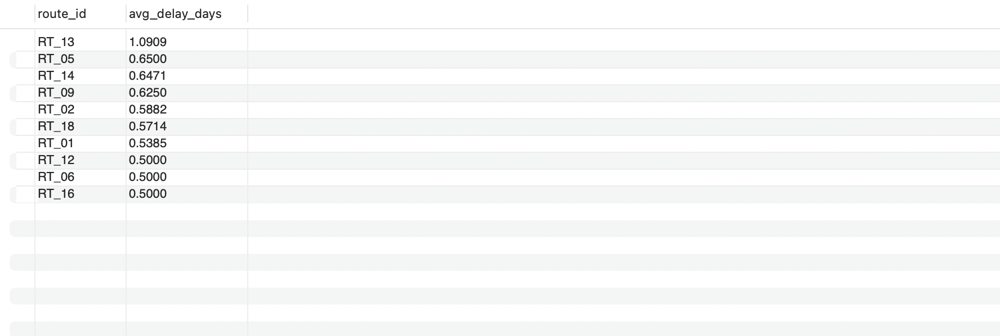 route_id avg_delay_days
RT_13 1.0909
RT_05 0.6500
RT_14 0.6471
RT_09 0.6250
RT_02 0.5882
RT_18 0.5714
RT_01 0.5385
RT_12 0.5000
RT_06 0.5000
RT_16 0.5000